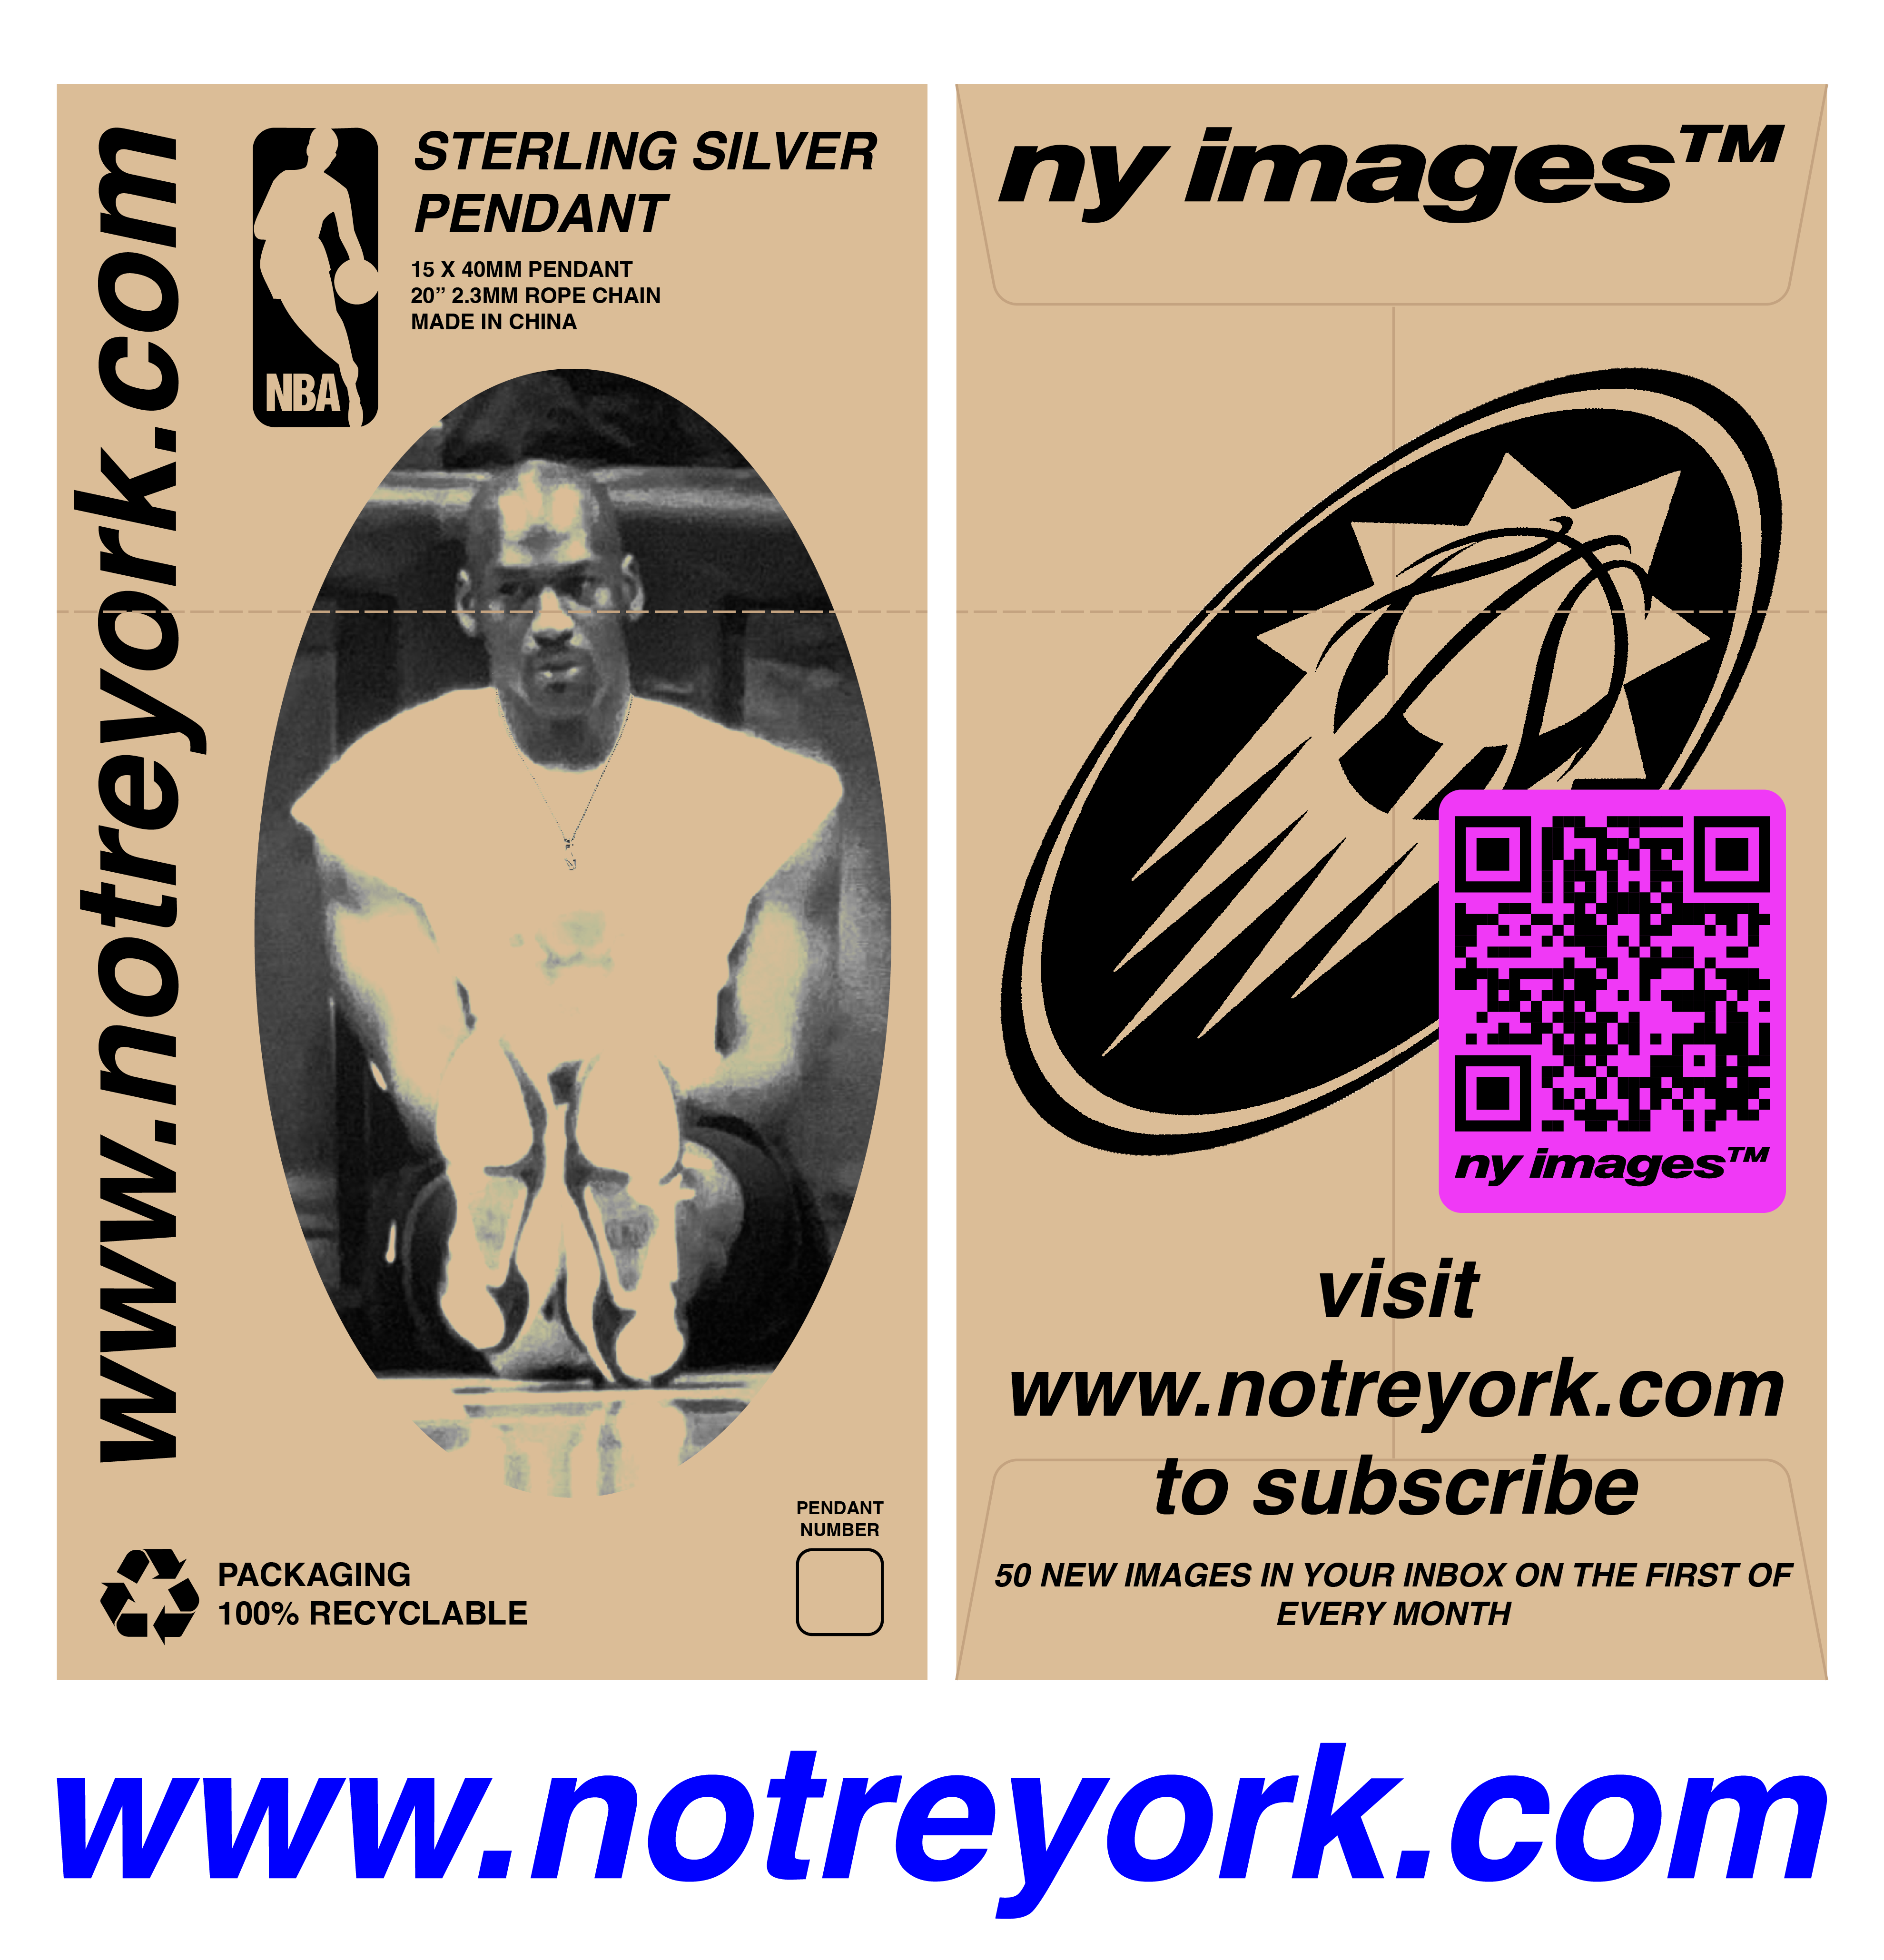 www.notreyork.com
NBA
STERLING SILVER
PENDANT
15 X 40MM PENDANT
20” 2.3MM ROPE CHAIN
MADE IN CHINA
PENDANT
NUMBER
PACKAGING
100% RECYCLABLE
ny images™
ny images™
visit
www.notreyork.com
to subscribe
50 NEW IMAGES IN YOUR INBOX ON THE FIRST OF
EVERY MONTH
www.notreyork.com